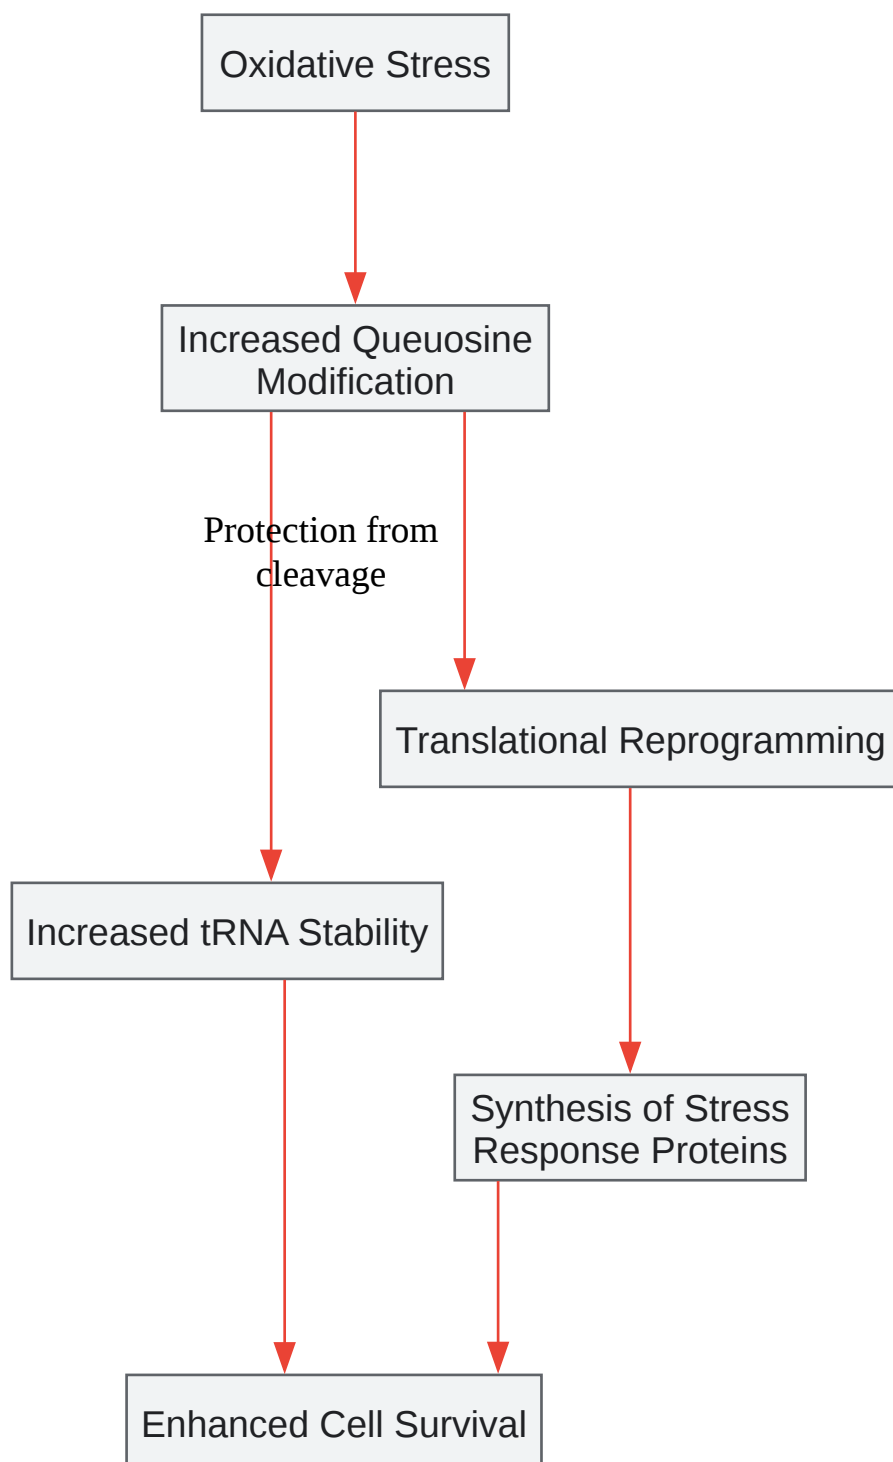 Oxidative Stress
Increased Queuosine
Modification
Protection from
cleavage
Translational Reprogramming
Increased tRNA Stability
Synthesis of Stress
Response Proteins
Enhanced Cell Survival